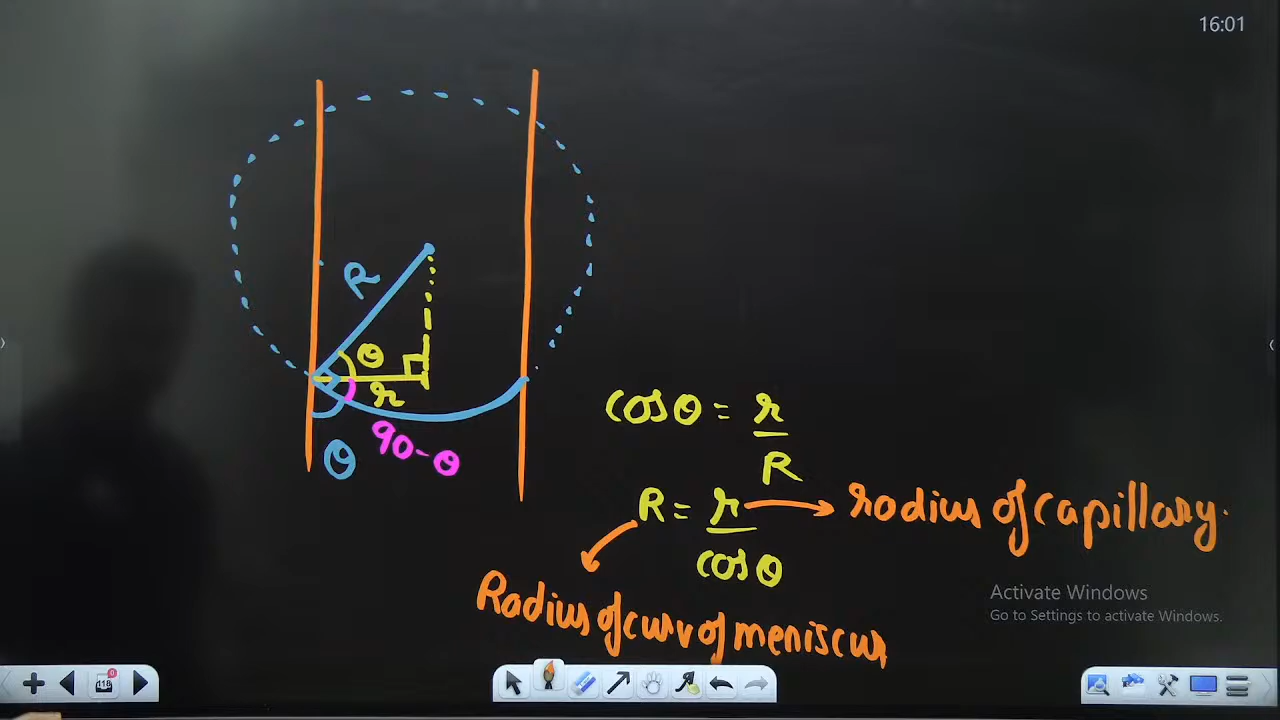 16:01
R
θ
r
90-θ
θ
cosθ = r
R
R = r → radius of capillary.
cosθ
Radius of curv of meniscus
Activate Windows
Go to Settings to activate Windows.
418